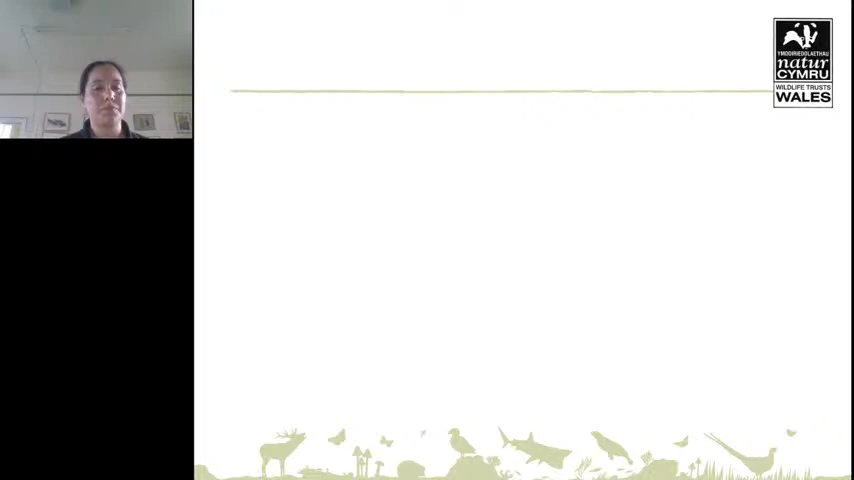 YMDDIRIEDOLAETHAU
natur
CYMRU
WILDLIFE TRUSTS
WALES